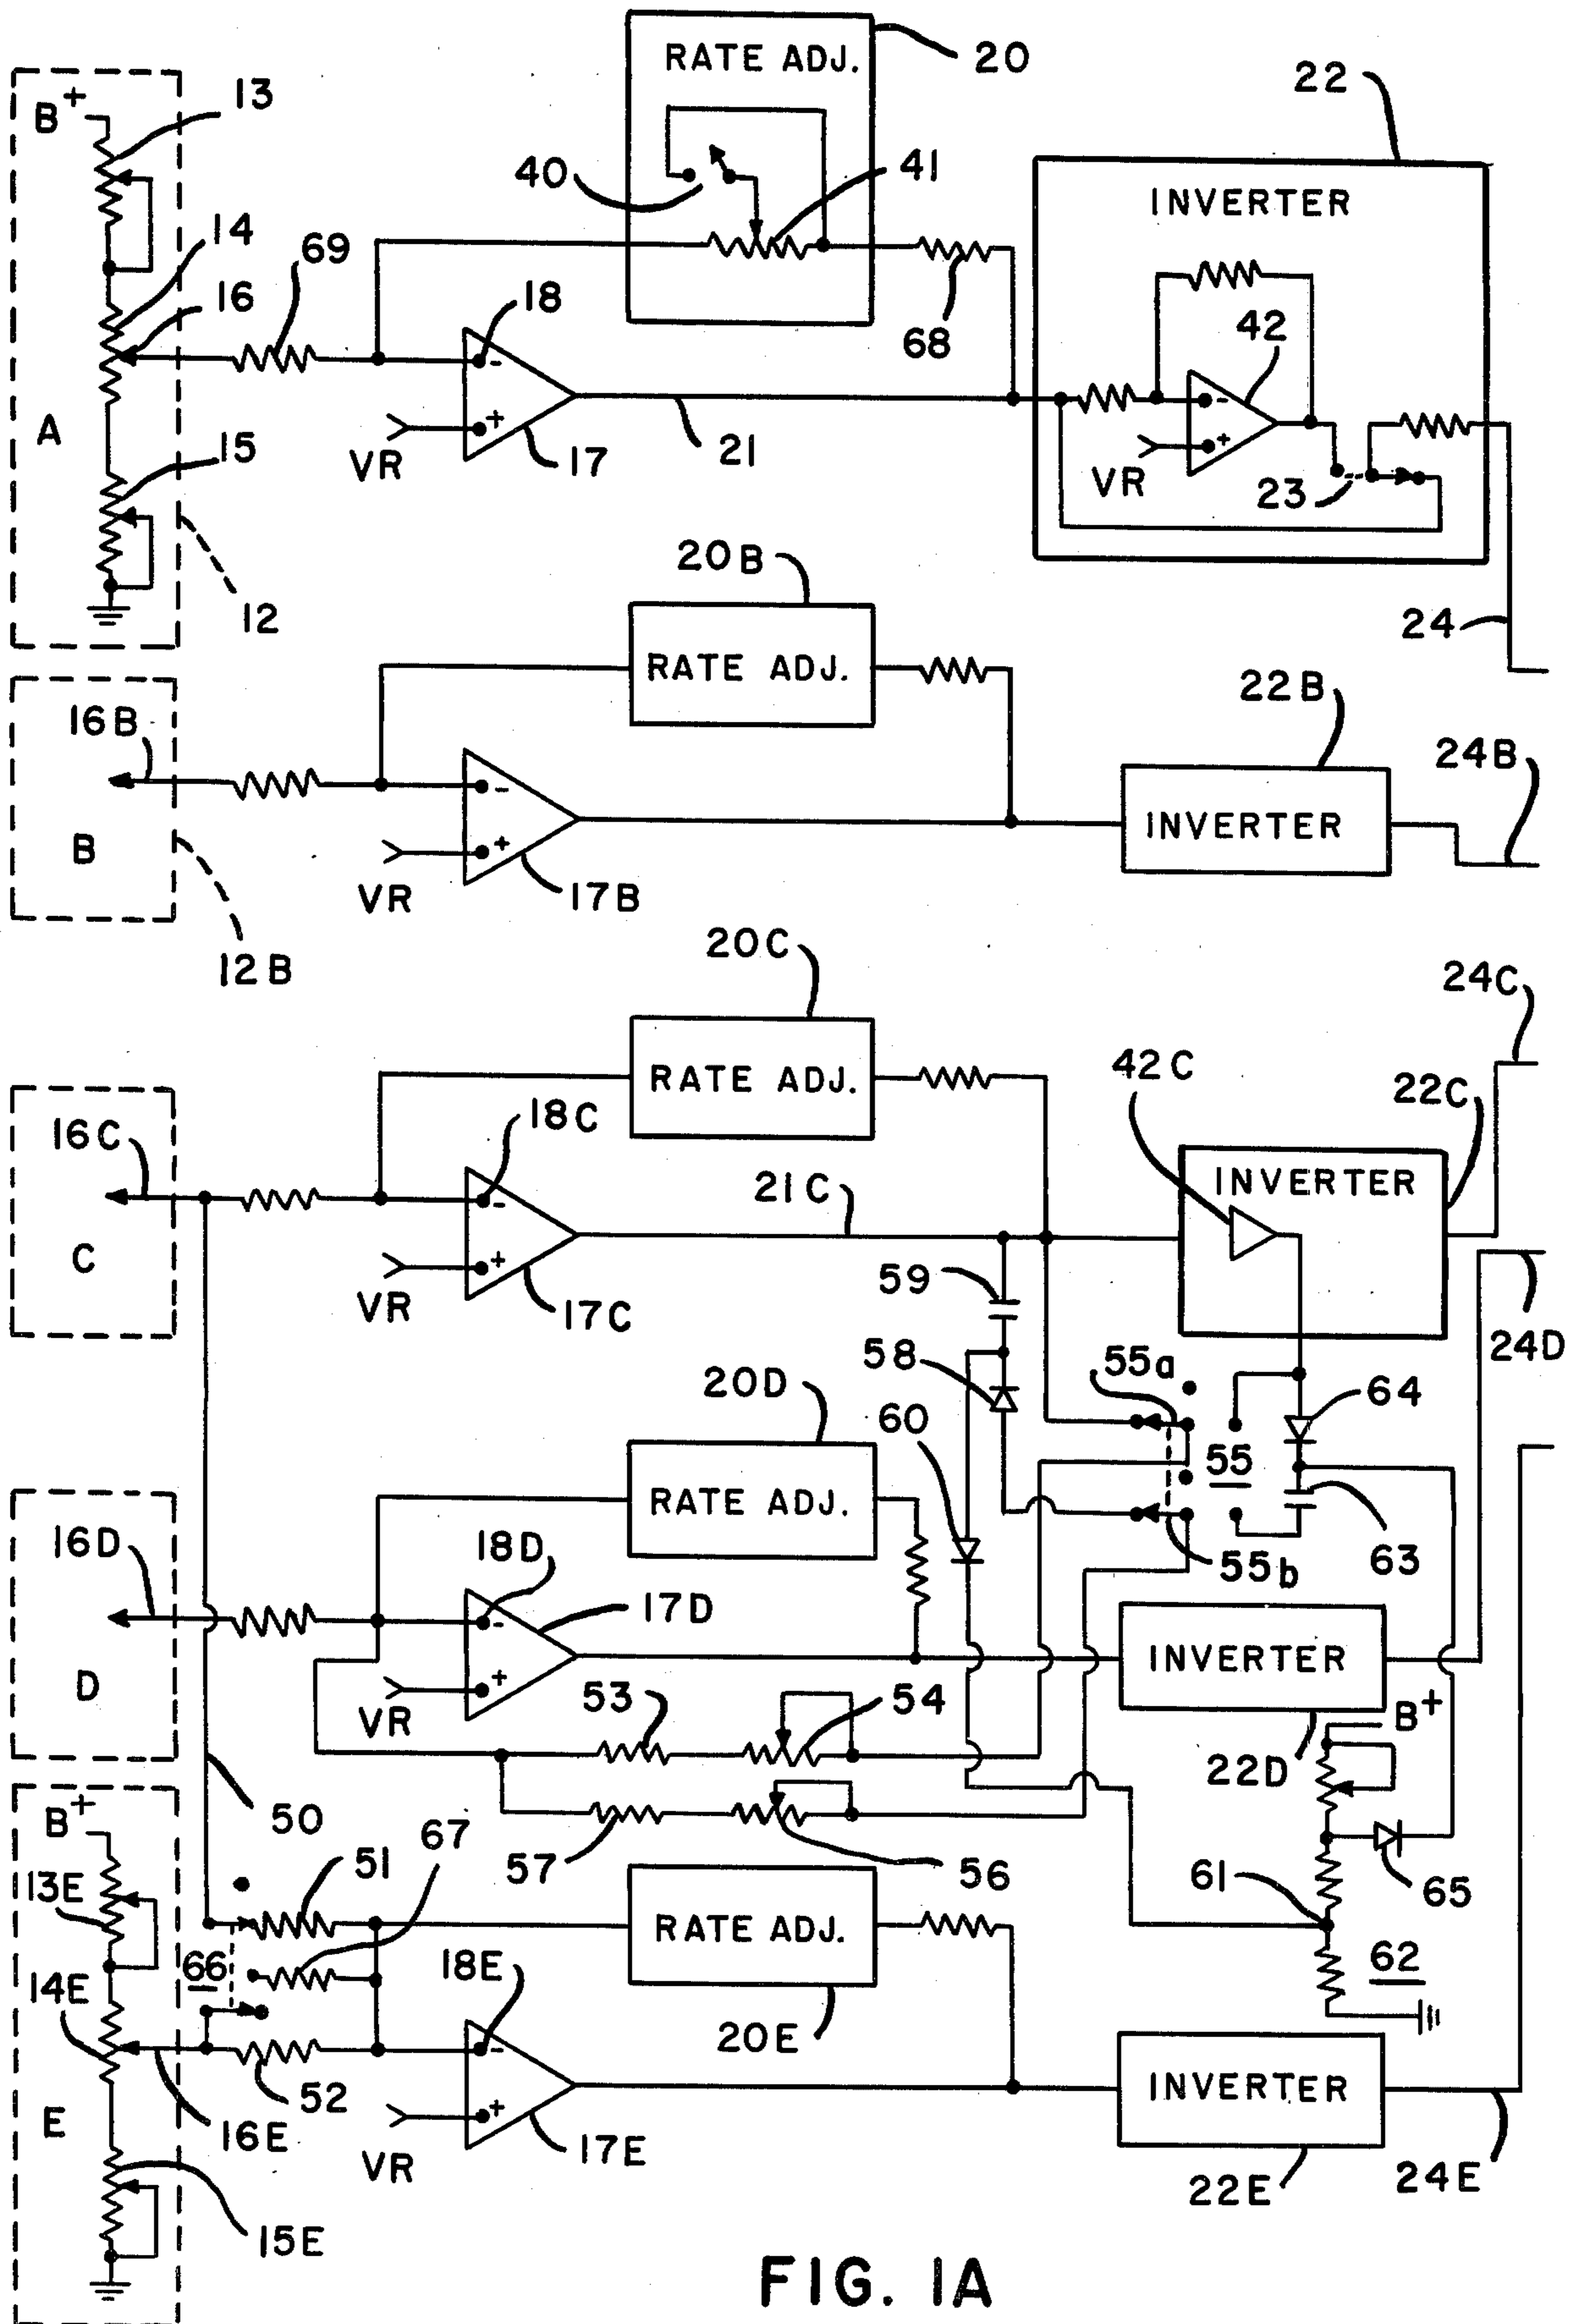 RATE ADJ.
20
22
B+
13
40
41
INVERTER
14
69
16
18
68
42
A
VR
17
21
VR
23
15
12
24
20B
RATE ADJ.
22B
24B
16B
B
VR
17B
INVERTER
12B
20C
24C
RATE ADJ.
42C
22C
16C
18C
21C
INVERTER
C
VR
17C
59
24D
58
55a
20D
60
64
55
RATE ADJ.
16D
18D
17D
55b
63
D
VR
53
54
INVERTER
B+
22D
50
57
56
61
65
B+
67
51
13E
66
RATE ADJ.
62
14E
18E
20E
52
16E
E
VR
17E
INVERTER
22E
24E
15E
FIG. 1A